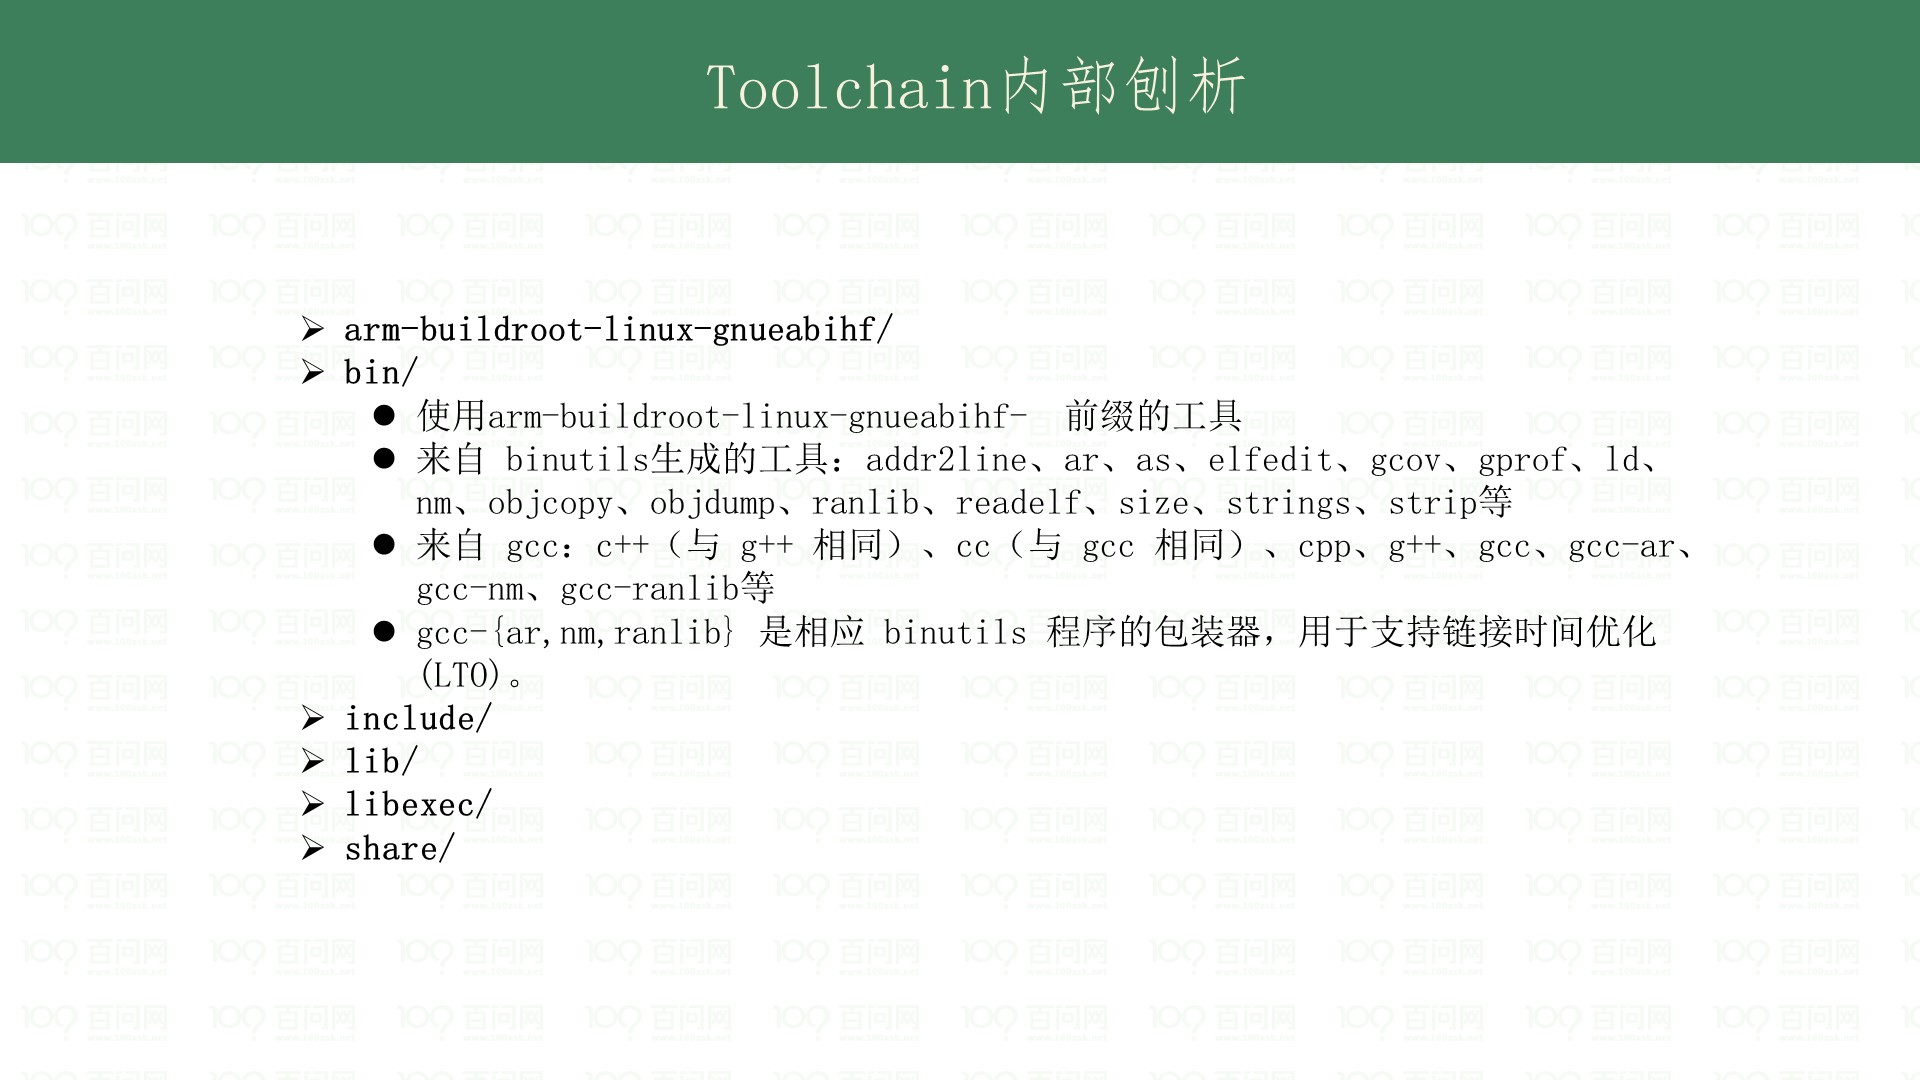 Toolchain内部刨析
➢ arm-buildroot-linux-gnueabihf/
➢ bin/
● 使用arm-buildroot-linux-gnueabihf- 前缀的工具
● 来自 binutils生成的工具：addr2line、ar、as、elfedit、gcov、gprof、ld、
nm、objcopy、objdump、ranlib、readelf、size、strings、strip等
● 来自 gcc：c++（与 g++ 相同）、cc（与 gcc 相同）、cpp、g++、gcc、gcc-ar、
gcc-nm、gcc-ranlib等
● gcc-{ar,nm,ranlib} 是相应 binutils 程序的包装器，用于支持链接时间优化
(LTO)。
➢ include/
➢ lib/
➢ libexec/
➢ share/
百问网
www.100ask.net